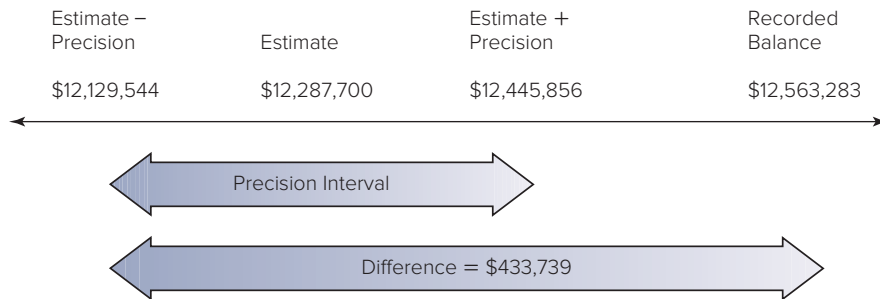 Estimate –
Precision
Estimate
Estimate +
Precision
Recorded
Balance
$12,129,544
$12,287,700
$12,445,856
$12,563,283
Precision Interval
Difference = $433,739